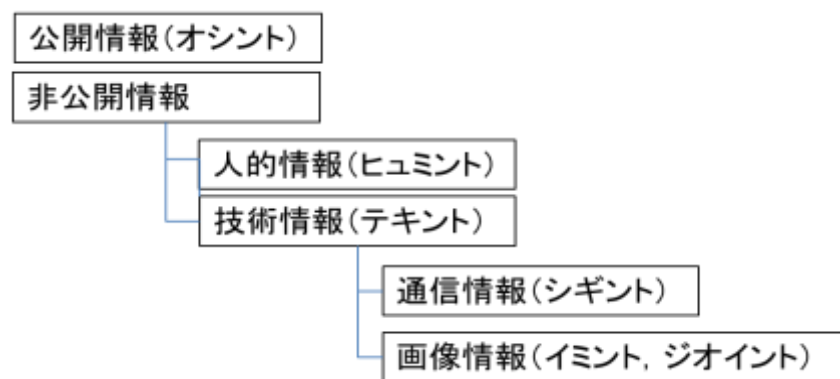 公開情報(オシント)
非公開情報
人的情報(ヒュミント)
技術情報(テキント)
通信情報(シギント)
画像情報(イミント, ジオイント)